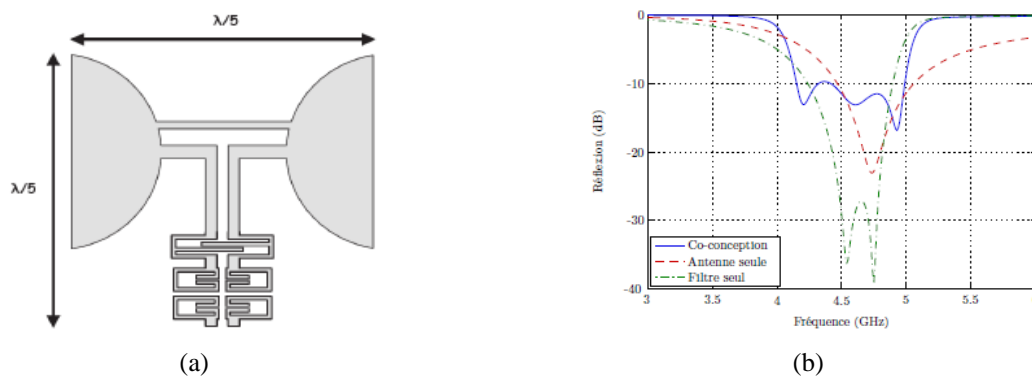 λ/5
λ/5
(a)
0
-10
-20
-30
-40
Réflexion (dB)
Co-conception
Antenne seule
Filtre seul
3
3.5
4
4.5
5
5.5
Fréquence (GHz)
(b)